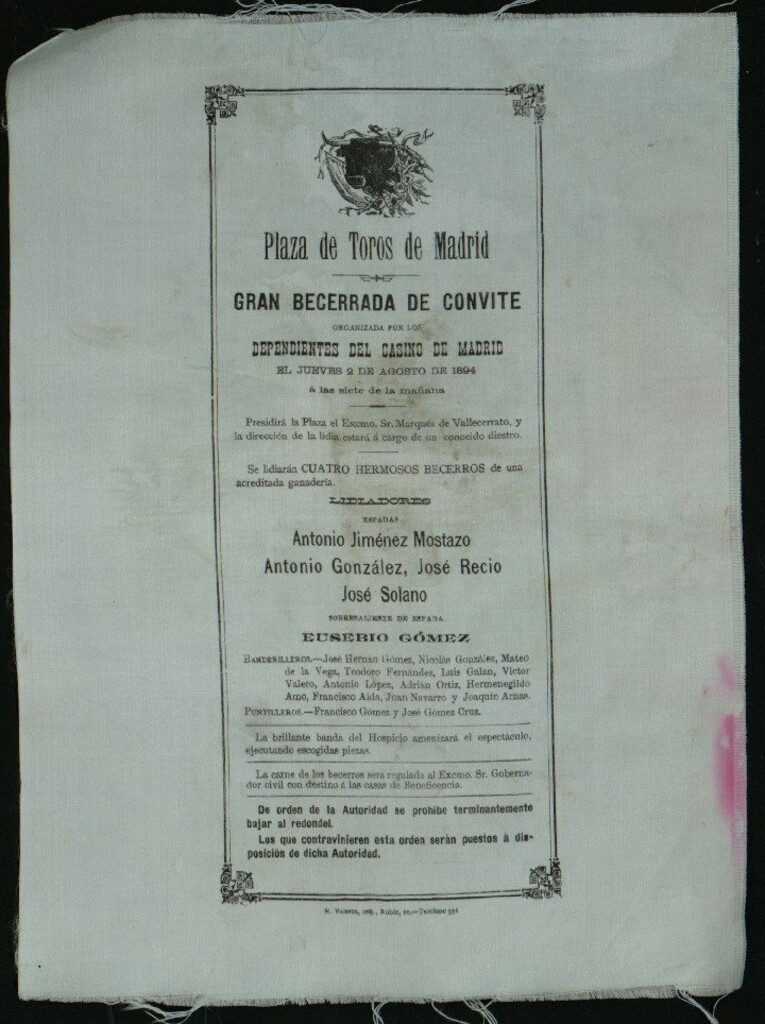 Plaza de Toros de Madrid
GRAN BECERRADA DE CONVITE
ORGANIZADA POR LOS
DEPENDIENTES DEL CASINO DE MADRID
EL JUEVES 2 DE AGOSTO DE 1894
á las siete de la mañana
Presidirá la Plaza el Excmo. Sr. Marqués de Vallecerrato, y
la dirección de la lidia estará á cargo de un conocido diestro.
Se lidiarán CUATRO HERMOSOS BECERROS de una
acreditada ganadería.
LIDIADORES
ESPADAS
Antonio Jiménez Mostazo
Antonio González, José Recio
José Solano
SOBRESALIENTE DE ESPADA
EUSEBIO GÓMEZ
BANDERILLEROS.—José Hernan Gómez, Nicolás González, Mateo
de la Vega, Teodoro Fernández, Luis Galán, Victor
Valero, Antonio López, Adrián Ortiz, Hermenegildo
Amo, Francisco Aida, Juan Navarro y Joaquín Arnas.
PUNTILLEROS.—Francisco Gómez y José Gómez Cruz.
La brillante banda del Hospicio amenizará el espectáculo,
ejecutando escogidas piezas.
La carne de los becerros será regalada al Excmo. Sr. Goberna-
dor civil con destino á las casas de Beneficencia.
De orden de la Autoridad se prohibe terminantemente
bajar al redondel.
Los que contravinieren esta orden serán puestos á dis-
posición de dicha Autoridad.
imp., Rubio, Teléfono